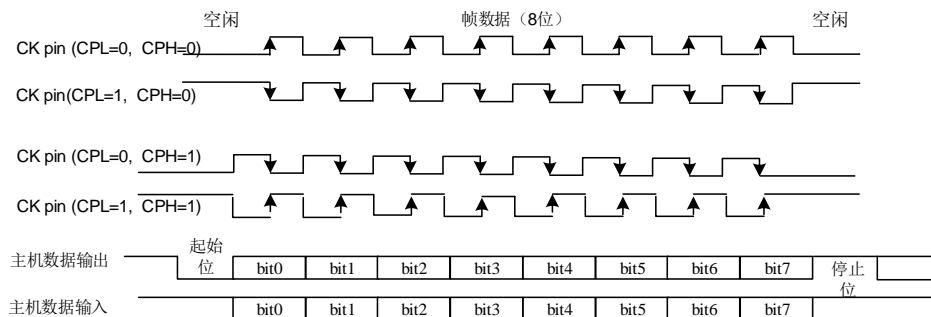 空闲 帧数据（8位） 空闲
CK pin (CPL=0, CPH=0)
CK pin(CPL=1, CPH=0)
CK pin (CPL=0, CPH=1)
CK pin (CPL=1, CPH=1)
主机数据输出 起始位 bit0 bit1 bit2 bit3 bit4 bit5 bit6 bit7 停止位
主机数据输入 bit0 bit1 bit2 bit3 bit4 bit5 bit6 bit7